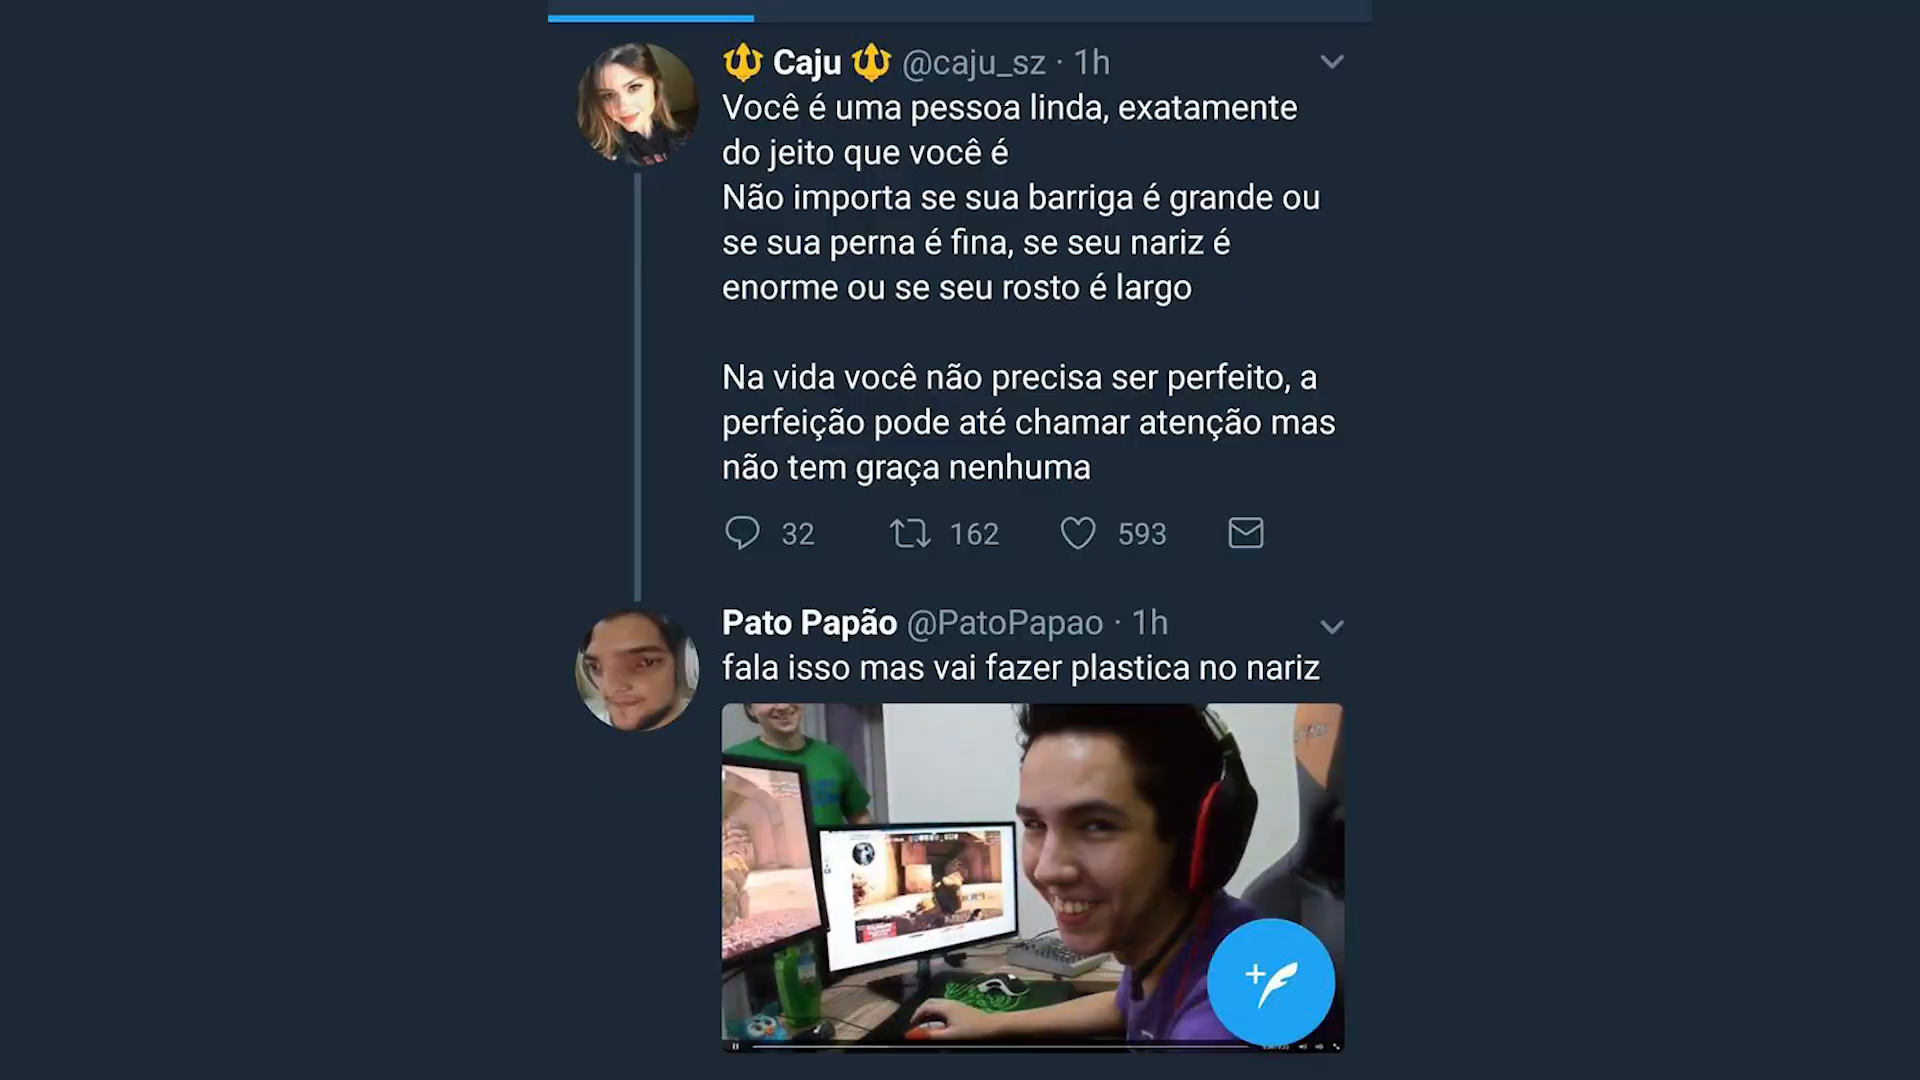 🔱 Caju 🔱 @caju_sz · 1h
Você é uma pessoa linda, exatamente
do jeito que você é
Não importa se sua barriga é grande ou
se sua perna é fina, se seu nariz é
enorme ou se seu rosto é largo
Na vida você não precisa ser perfeito, a
perfeição pode até chamar atenção mas
não tem graça nenhuma
32 162 593
Pato Papão @PatoPapao · 1h
fala isso mas vai fazer plastica no nariz